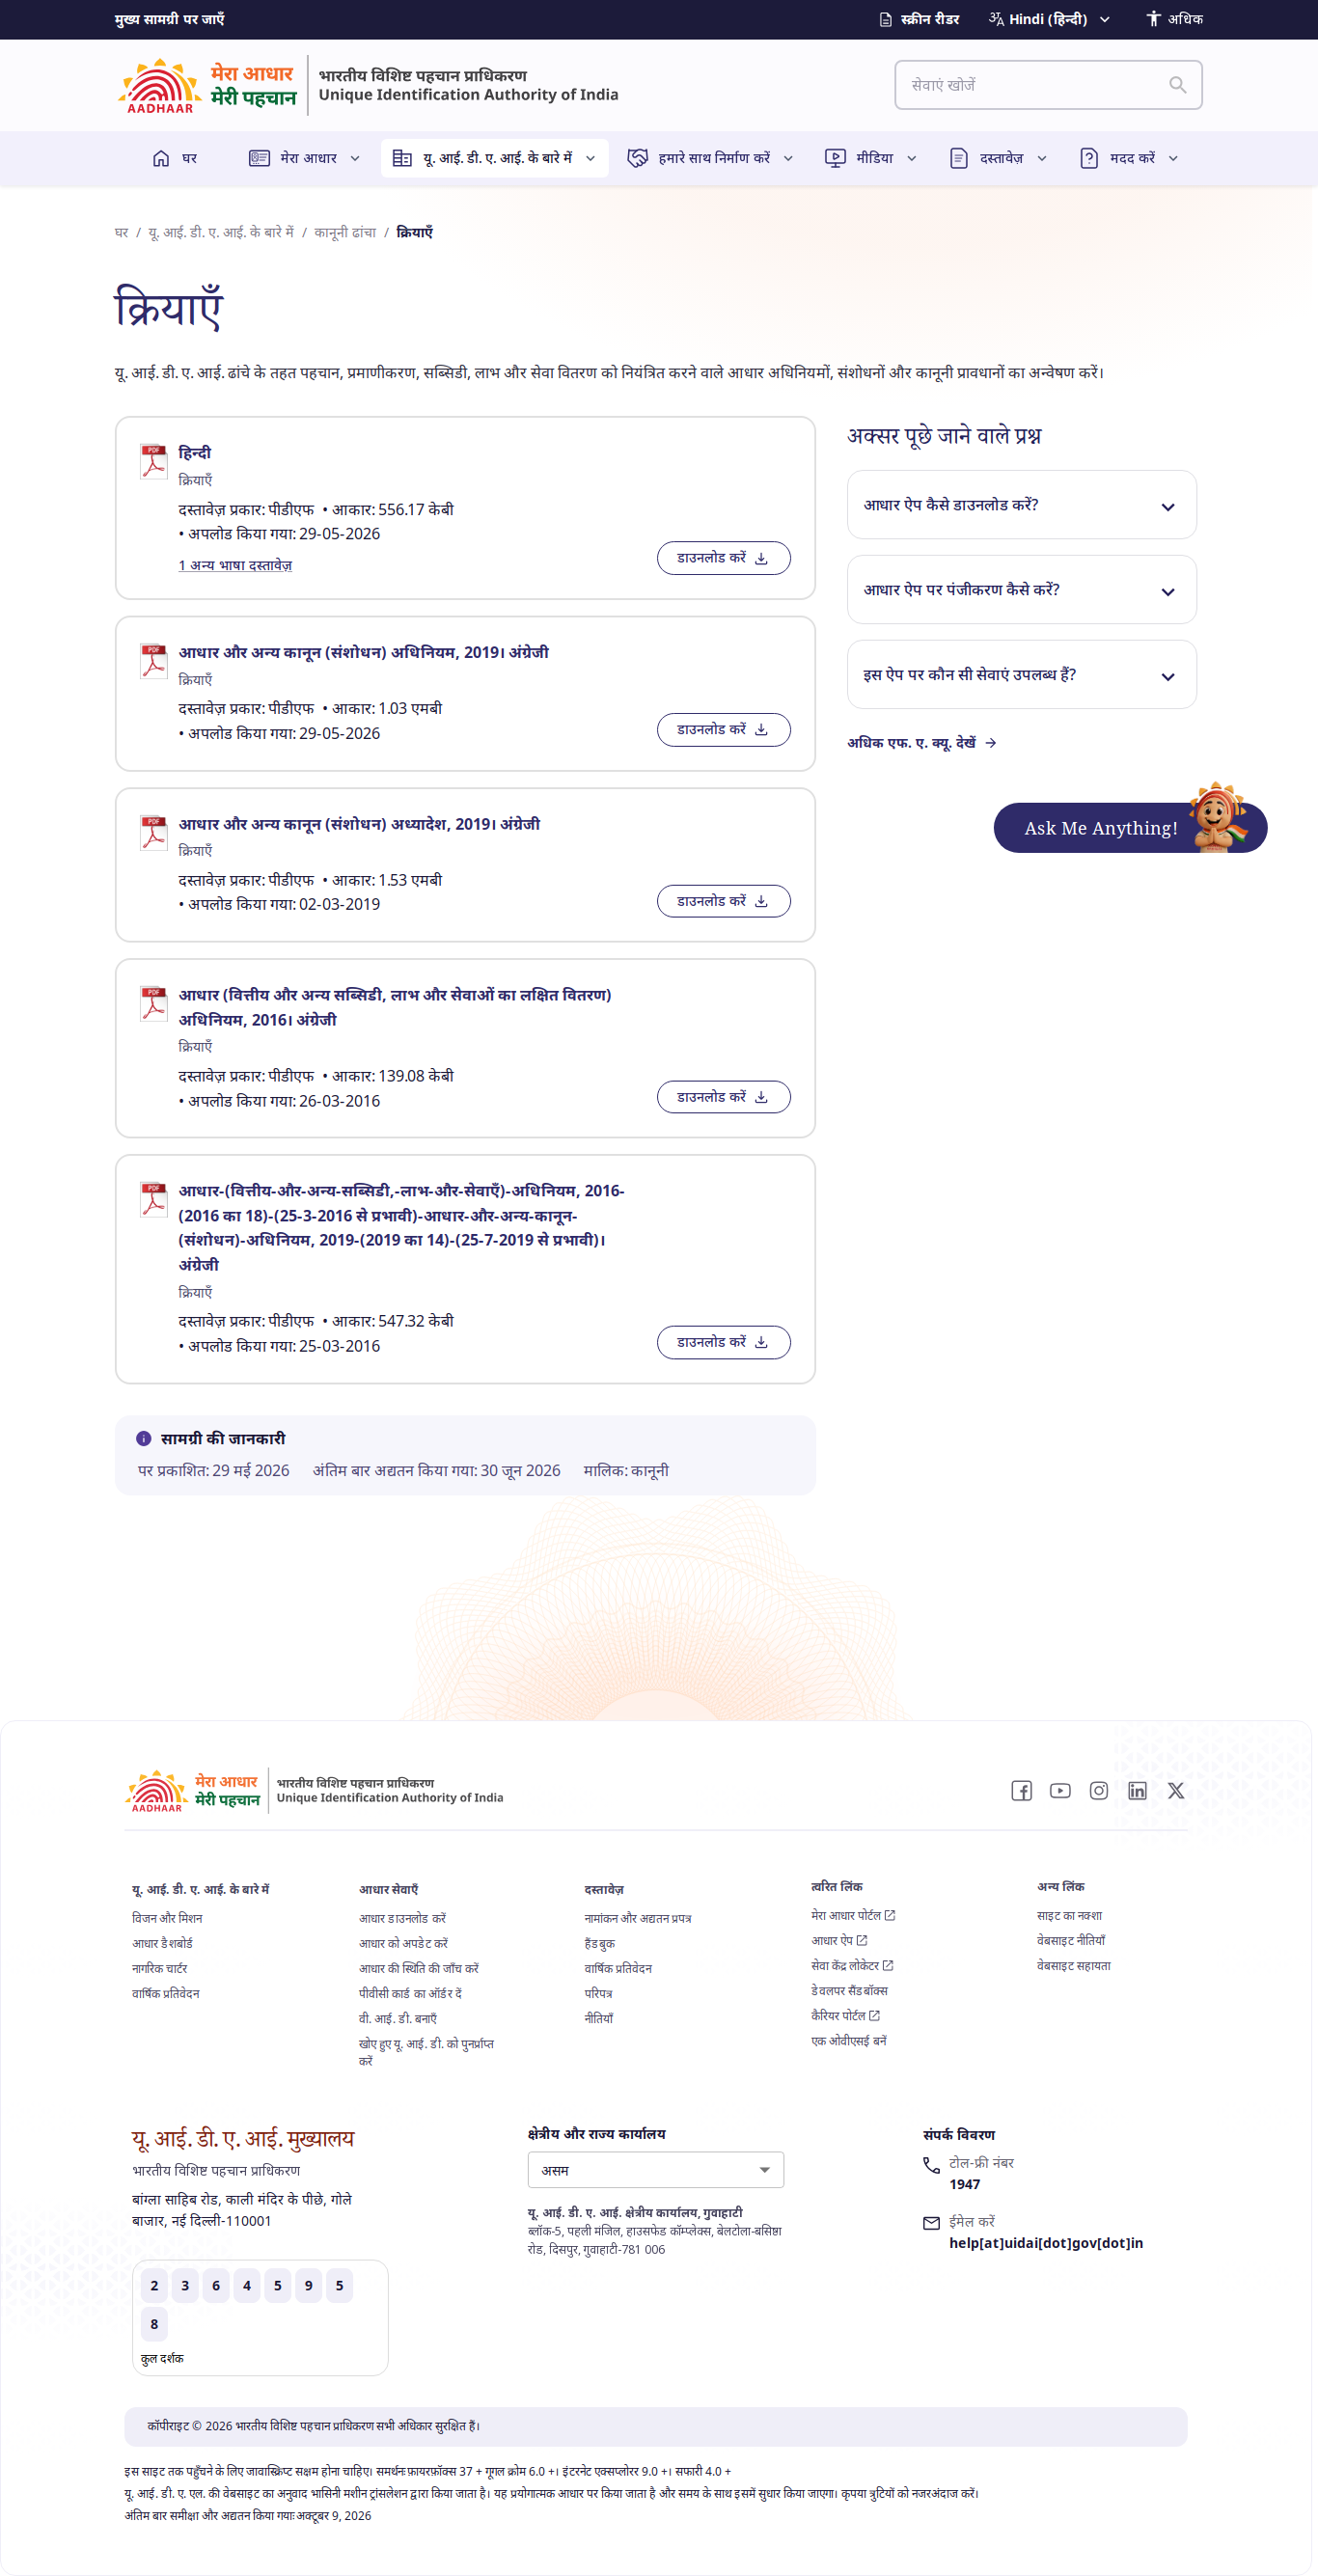 मुख्य सामग्री पर जाएँ
स्क्रीन रीडर
Hindi (हिन्दी)
अधिक
AADHAAR
मेरा आधार
मेरी पहचान
भारतीय विशिष्ट पहचान प्राधिकरण
Unique Identification Authority of India
सेवाएं खोजें
घर
मेरा आधार
यू. आई. डी. ए. आई. के बारे में
हमारे साथ निर्माण करें
मीडिया
दस्तावेज़
मदद करें
घर / यू. आई. डी. ए. आई. के बारे में / कानूनी ढांचा / क्रियाएँ
क्रियाएँ
यू. आई. डी. ए. आई. ढांचे के तहत पहचान, प्रमाणीकरण, सब्सिडी, लाभ और सेवा वितरण को नियंत्रित करने वाले आधार अधिनियमों, संशोधनों और कानूनी प्रावधानों का अन्वेषण करें।
PDF
हिन्दी
क्रियाएँ
दस्तावेज़ प्रकार: पीडीएफ • आकार: 556.17 केबी
• अपलोड किया गया: 29-05-2026
1 अन्य भाषा दस्तावेज़
डाउनलोड करें
PDF
आधार और अन्य कानून (संशोधन) अधिनियम, 2019। अंग्रेजी
क्रियाएँ
दस्तावेज़ प्रकार: पीडीएफ • आकार: 1.03 एमबी
• अपलोड किया गया: 29-05-2026
डाउनलोड करें
PDF
आधार और अन्य कानून (संशोधन) अध्यादेश, 2019। अंग्रेजी
क्रियाएँ
दस्तावेज़ प्रकार: पीडीएफ • आकार: 1.53 एमबी
• अपलोड किया गया: 02-03-2019
डाउनलोड करें
PDF
आधार (वित्तीय और अन्य सब्सिडी, लाभ और सेवाओं का लक्षित वितरण)
अधिनियम, 2016। अंग्रेजी
क्रियाएँ
दस्तावेज़ प्रकार: पीडीएफ • आकार: 139.08 केबी
• अपलोड किया गया: 26-03-2016
डाउनलोड करें
PDF
आधार-(वित्तीय-और-अन्य-सब्सिडी,-लाभ-और-सेवाएँ)-अधिनियम, 2016-
(2016 का 18)-(25-3-2016 से प्रभावी)-आधार-और-अन्य-कानून-
(संशोधन)-अधिनियम, 2019-(2019 का 14)-(25-7-2019 से प्रभावी)।
अंग्रेजी
क्रियाएँ
दस्तावेज़ प्रकार: पीडीएफ • आकार: 547.32 केबी
• अपलोड किया गया: 25-03-2016
डाउनलोड करें
अक्सर पूछे जाने वाले प्रश्न
आधार ऐप कैसे डाउनलोड करें?
आधार ऐप पर पंजीकरण कैसे करें?
इस ऐप पर कौन सी सेवाएं उपलब्ध हैं?
अधिक एफ. ए. क्यू. देखें
Ask Me Anything!
सामग्री की जानकारी
पर प्रकाशित: 29 मई 2026 अंतिम बार अद्यतन किया गया: 30 जून 2026 मालिक: कानूनी
AADHAAR
मेरा आधार
मेरी पहचान
भारतीय विशिष्ट पहचान प्राधिकरण
Unique Identification Authority of India
यू. आई. डी. ए. आई. के बारे में
विजन और मिशन
आधार डैशबोर्ड
नागरिक चार्टर
वार्षिक प्रतिवेदन
आधार सेवाएँ
आधार डाउनलोड करें
आधार को अपडेट करें
आधार की स्थिति की जाँच करें
पीवीसी कार्ड का ऑर्डर दें
वी. आई. डी. बनाएँ
खोए हुए यू. आई. डी. को पुनर्प्राप्त
करें
दस्तावेज़
नामांकन और अद्यतन प्रपत्र
हैंडबुक
वार्षिक प्रतिवेदन
परिपत्र
नीतियाँ
त्वरित लिंक
मेरा आधार पोर्टल
आधार ऐप
सेवा केंद्र लोकेटर
डेवलपर सैंडबॉक्स
कैरियर पोर्टल
एक ओवीएसई बनें
अन्य लिंक
साइट का नक्शा
वेबसाइट नीतियाँ
वेबसाइट सहायता
यू. आई. डी. ए. आई. मुख्यालय
भारतीय विशिष्ट पहचान प्राधिकरण
बांग्ला साहिब रोड, काली मंदिर के पीछे, गोले
बाजार, नई दिल्ली-110001
2 3 6 4 5 9 5
8
कुल दर्शक
क्षेत्रीय और राज्य कार्यालय
असम
यू. आई. डी. ए. आई. क्षेत्रीय कार्यालय, गुवाहाटी
ब्लॉक-5, पहली मंजिल, हाउसफेड कॉम्प्लेक्स, बेलटोला-बसिष्ठा
रोड, दिसपुर, गुवाहाटी-781 006
संपर्क विवरण
टोल-फ्री नंबर
1947
ईमेल करें
help[at]uidai[dot]gov[dot]in
कॉपीराइट © 2026 भारतीय विशिष्ट पहचान प्राधिकरण सभी अधिकार सुरक्षित हैं।
इस साइट तक पहुँचने के लिए जावास्क्रिप्ट सक्षम होना चाहिए। समर्थनः फ़ायरफ़ॉक्स 37 + गूगल क्रोम 6.0 +। इंटरनेट एक्सप्लोरर 9.0 +। सफारी 4.0 +
यू. आई. डी. ए. एल. की वेबसाइट का अनुवाद भासिनी मशीन ट्रांसलेशन द्वारा किया जाता है। यह प्रयोगात्मक आधार पर किया जाता है और समय के साथ इसमें सुधार किया जाएगा। कृपया त्रुटियों को नजरअंदाज करें।
अंतिम बार समीक्षा और अद्यतन किया गयाः अक्टूबर 9, 2026